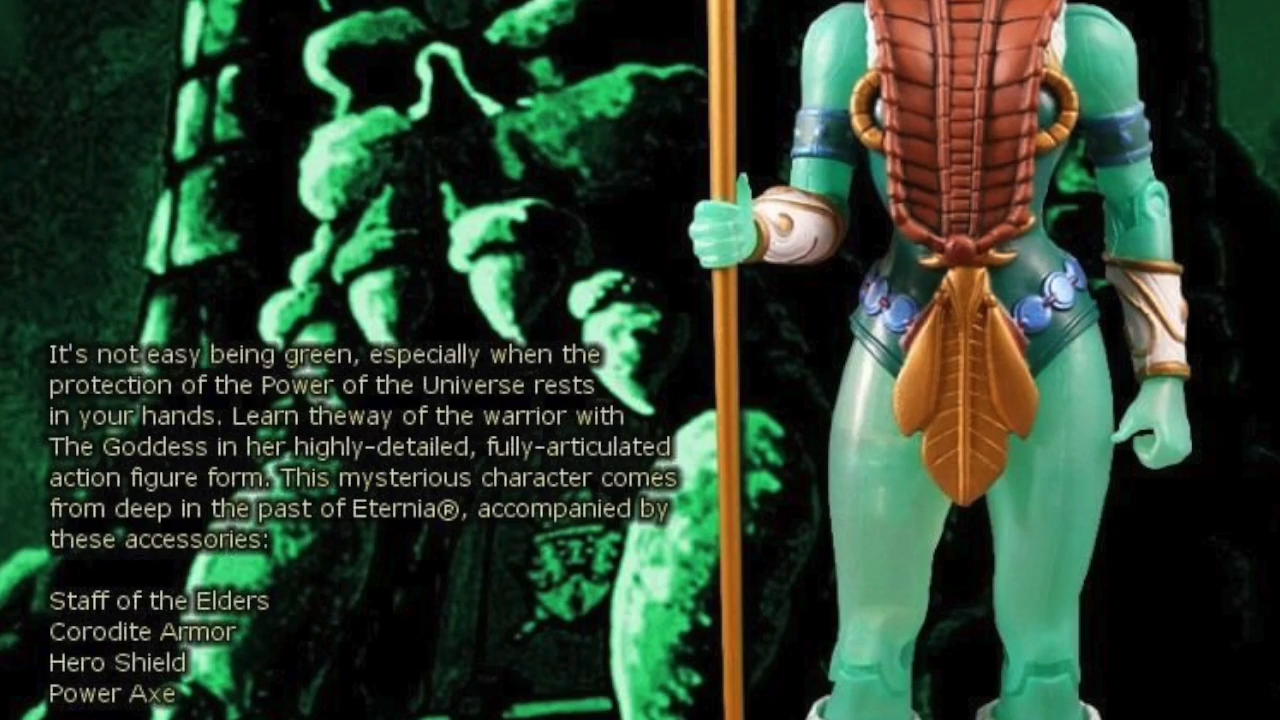 It's not easy being green, especially when the
protection of the Power of the Universe rests
in your hands. Learn theway of the warrior with
The Goddess in her highly-detailed, fully-articulated
action figure form. This mysterious character comes
from deep in the past of Eternia®, accompanied by
these accessories:
Staff of the Elders
Corodite Armor
Hero Shield
Power Axe